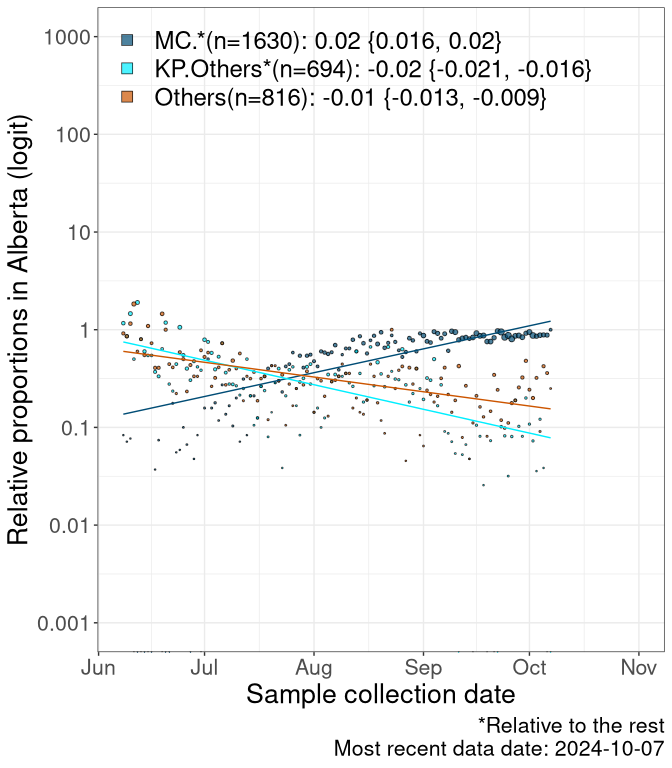 1000
100
10
1
0.1
0.01
0.001
Relative proportions in Alberta (logit)
MC.*(n=1630): 0.02 {0.016, 0.02}
KP.Others*(n=694): -0.02 {-0.021, -0.016}
Others(n=816): -0.01 {-0.013, -0.009}
Jun Jul Aug Sep Oct Nov
Sample collection date
*Relative to the rest
Most recent data date: 2024-10-07